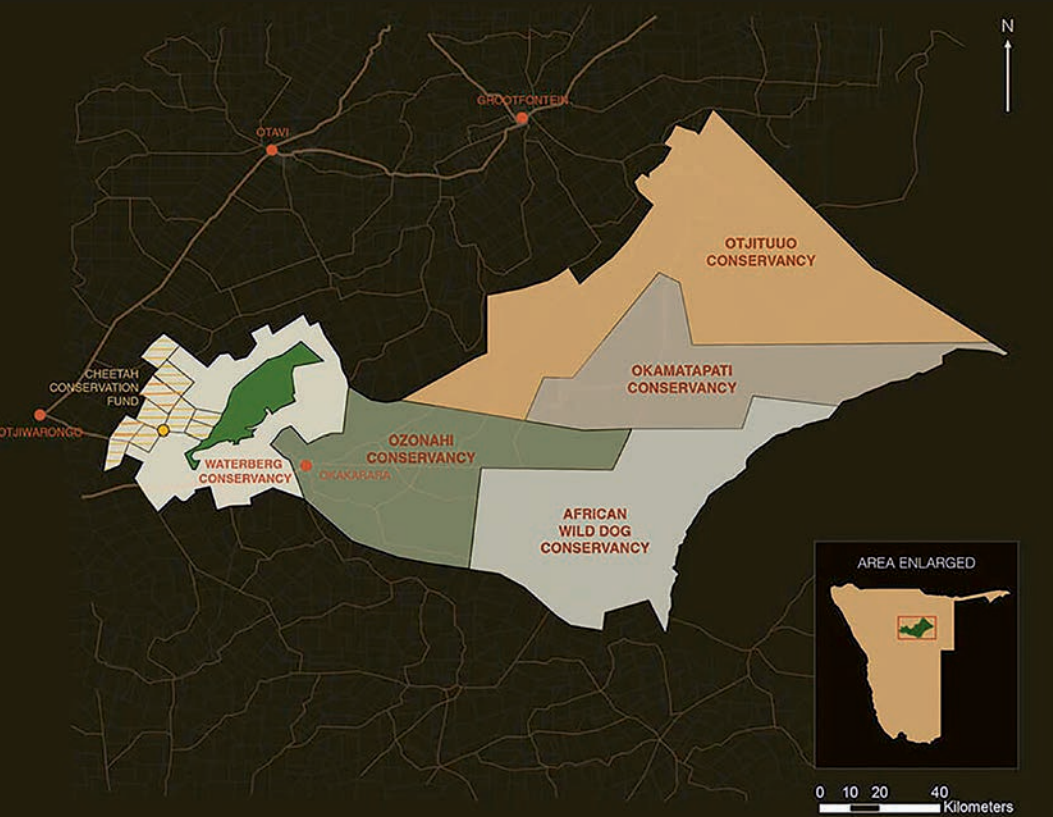 N
GROOTFONTEIN
OTAVI
OTJITUUO
CONSERVANCY
CHEETAH
CONSERVATION
FUND
OKAMATAPATI
CONSERVANCY
OTJIWARONGO
OZONAHI
CONSERVANCY
WATERBERG
CONSERVANCY
OKAKARARA
AFRICAN
WILD DOG
CONSERVANCY
AREA ENLARGED
0 10 20 40
Kilometers